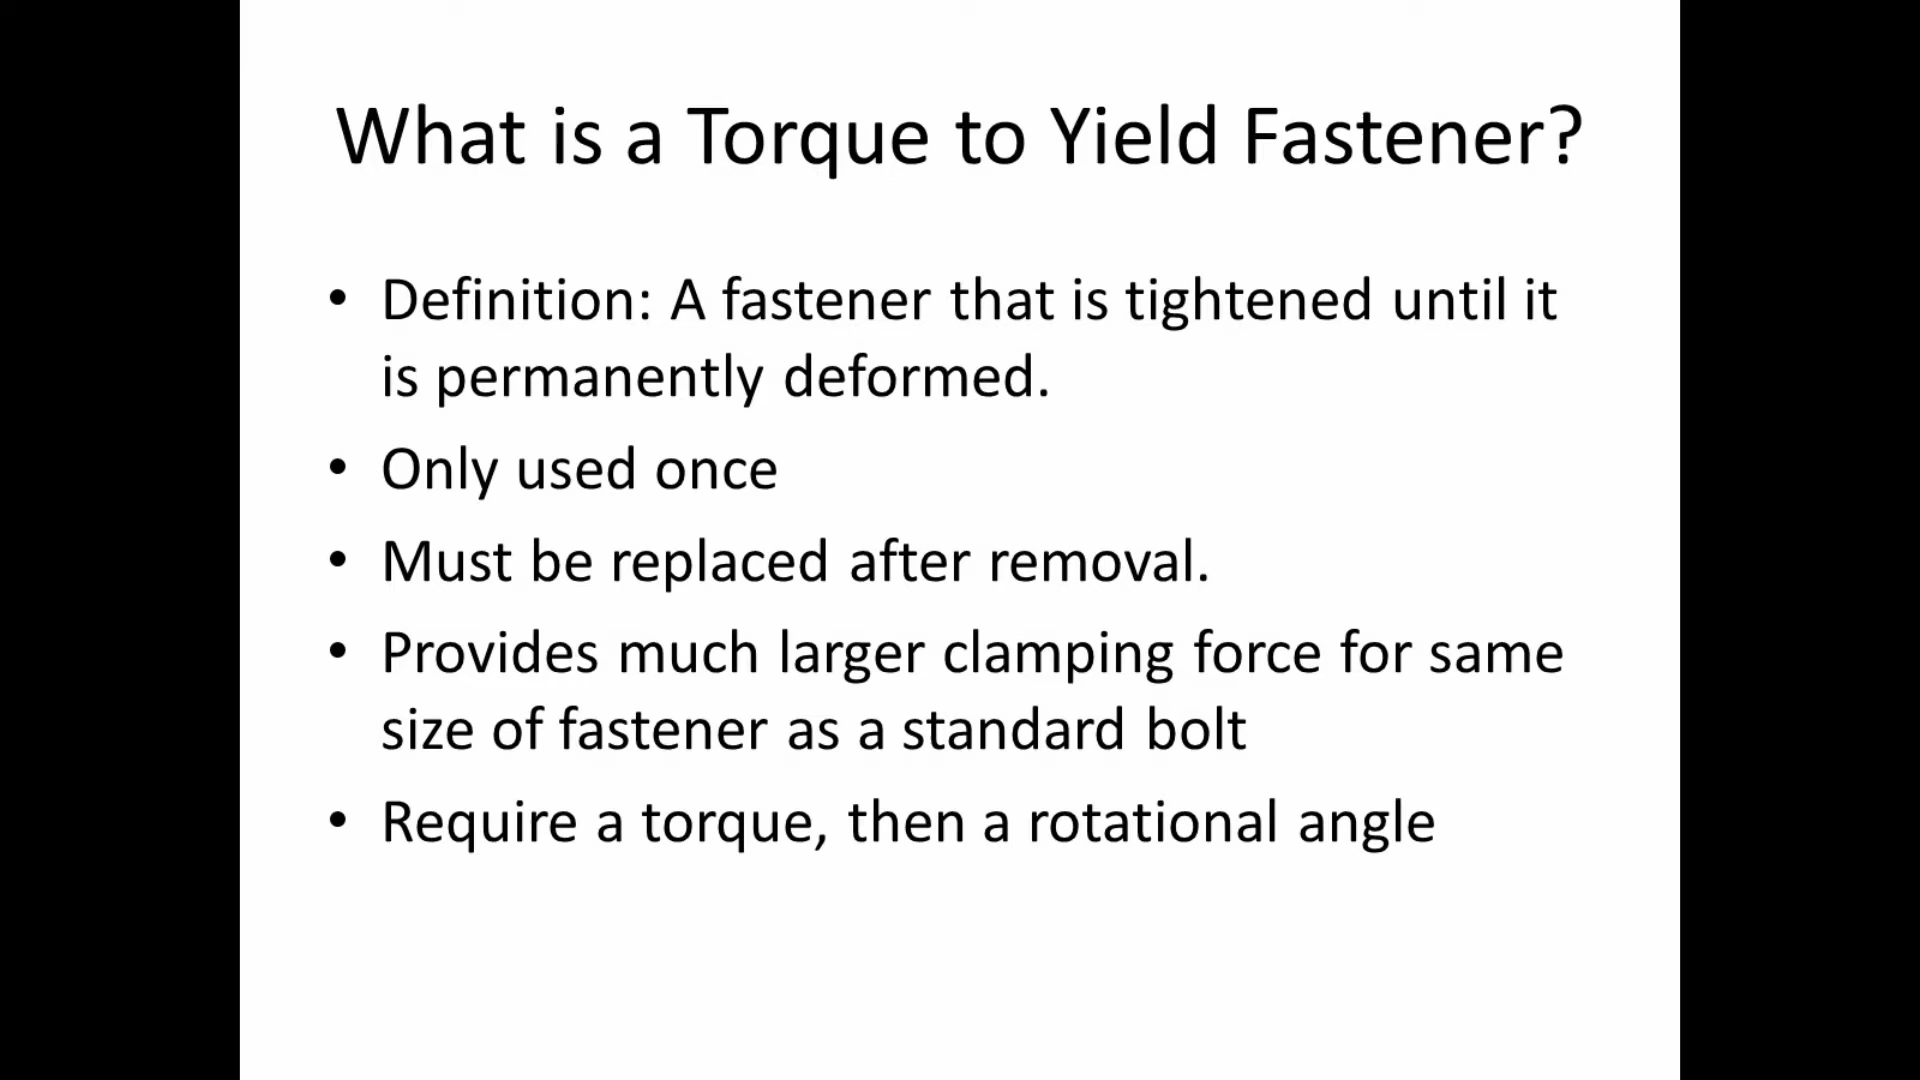 What is a Torque to Yield Fastener?
• Definition: A fastener that is tightened until it
is permanently deformed.
• Only used once
• Must be replaced after removal.
• Provides much larger clamping force for same
size of fastener as a standard bolt
• Require a torque, then a rotational angle